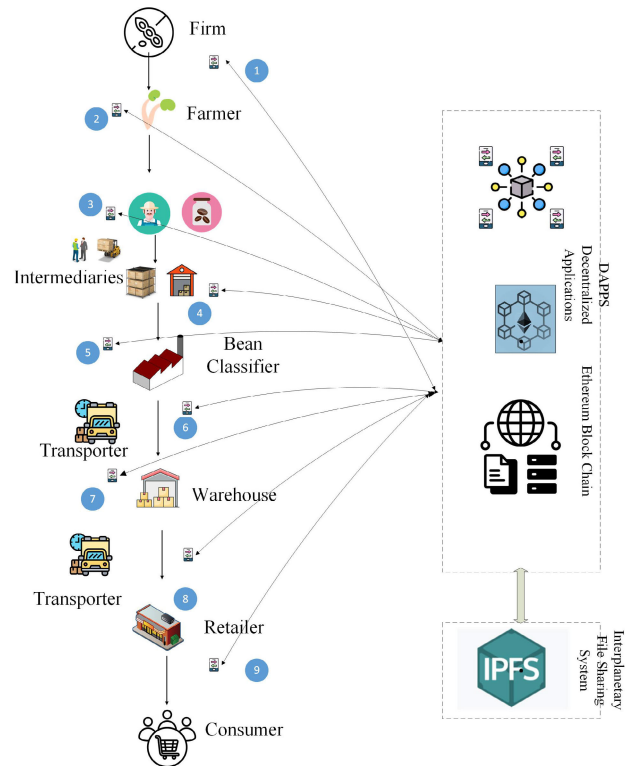 Firm
1
2
Farmer
3
Intermediaries
4
5
Bean
Classifier
6
Transporter
7
Warehouse
Transporter
8
Retailer
9
Consumer
DAPPS
Decentralized
Applications
Ethereum Block Chain
Interplanetary
File Sharing
System
IPFS